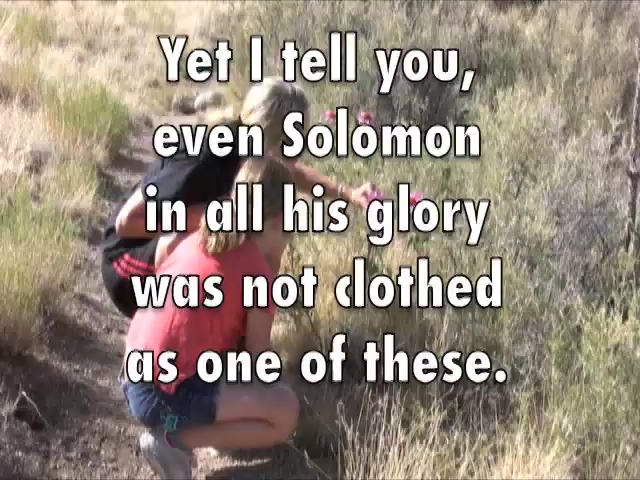 Yet I tell you,
even Solomon
in all his glory
was not clothed
as one of these.